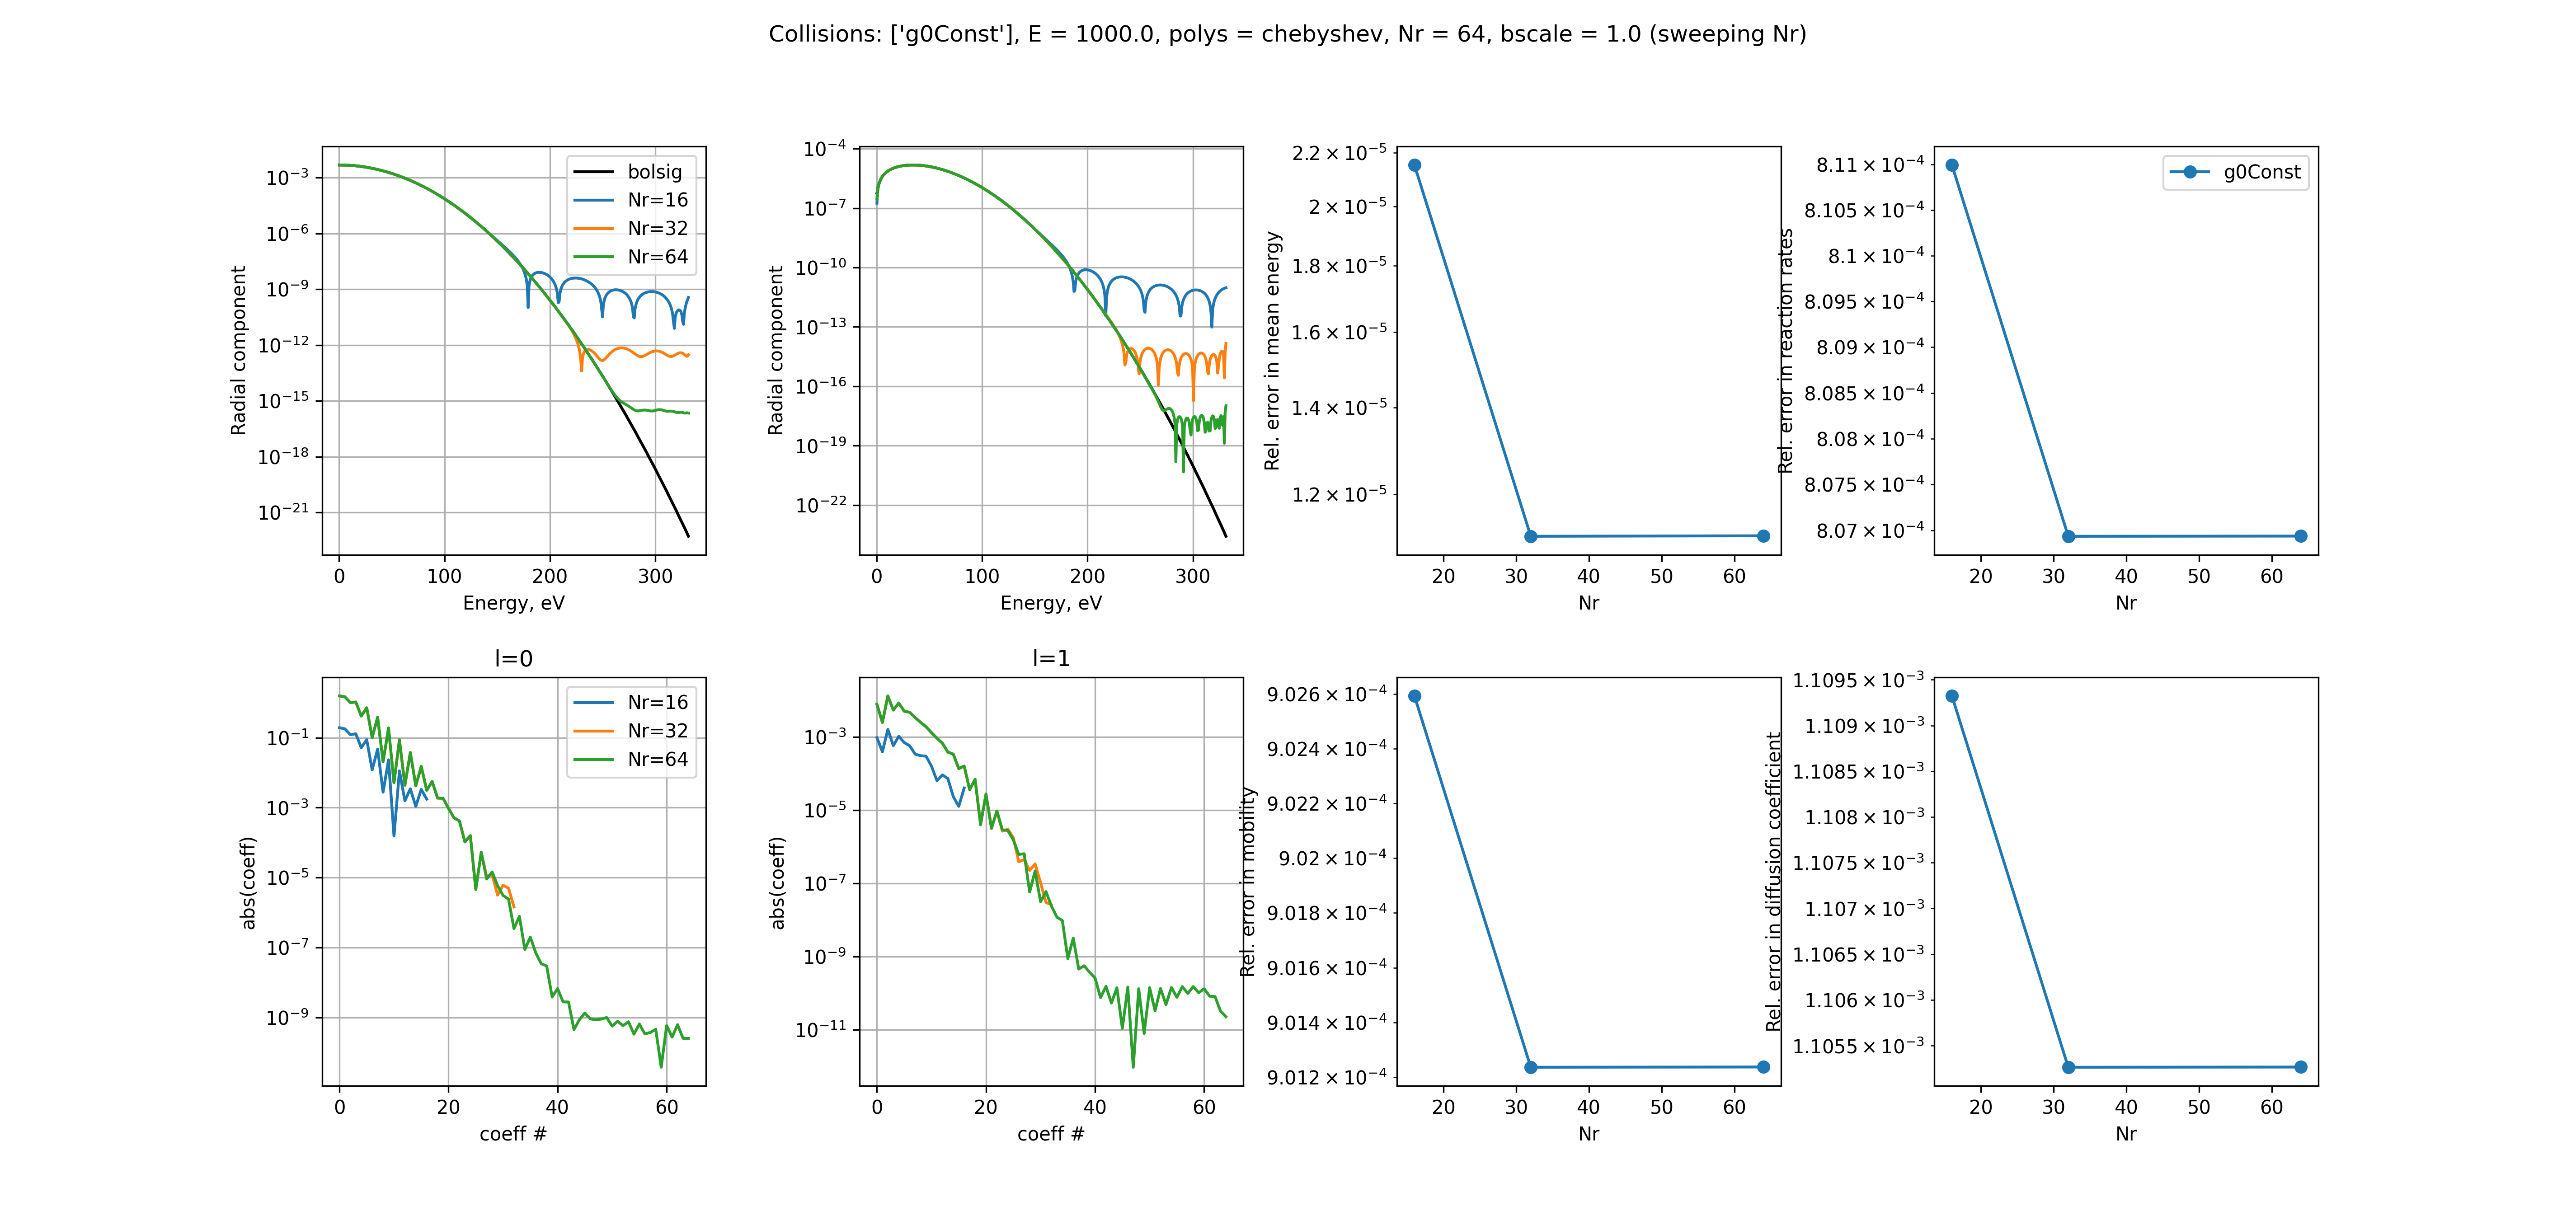 Collisions: ['g0Const'], E = 1000.0, polys = chebyshev, Nr = 64, bscale = 1.0 (sweeping Nr)
Radial component
10⁻³
10⁻⁶
10⁻⁹
10⁻¹²
10⁻¹⁵
10⁻¹⁸
10⁻²¹
bolsig
Nr=16
Nr=32
Nr=64
0 100 200 300
Energy, eV
Radial component
10⁻⁴
10⁻⁷
10⁻¹⁰
10⁻¹³
10⁻¹⁶
10⁻¹⁹
10⁻²²
0 100 200 300
Energy, eV
Rel. error in mean energy
2.2 × 10⁻⁵
2 × 10⁻⁵
1.8 × 10⁻⁵
1.6 × 10⁻⁵
1.4 × 10⁻⁵
1.2 × 10⁻⁵
20 30 40 50 60
Nr
Rel. error in reaction rates
8.11 × 10⁻⁴
8.105 × 10⁻⁴
8.1 × 10⁻⁴
8.095 × 10⁻⁴
8.09 × 10⁻⁴
8.085 × 10⁻⁴
8.08 × 10⁻⁴
8.075 × 10⁻⁴
8.07 × 10⁻⁴
g0Const
20 30 40 50 60
Nr
l=0
abs(coeff)
10⁻¹
10⁻³
10⁻⁵
10⁻⁷
10⁻⁹
Nr=16
Nr=32
Nr=64
0 20 40 60
coeff #
l=1
abs(coeff)
10⁻³
10⁻⁵
10⁻⁷
10⁻⁹
10⁻¹¹
0 20 40 60
coeff #
Rel. error in mobility
9.026 × 10⁻⁴
9.024 × 10⁻⁴
9.022 × 10⁻⁴
9.02 × 10⁻⁴
9.018 × 10⁻⁴
9.016 × 10⁻⁴
9.014 × 10⁻⁴
9.012 × 10⁻⁴
20 30 40 50 60
Nr
Rel. error in diffusion coefficient
1.1095 × 10⁻³
1.109 × 10⁻³
1.1085 × 10⁻³
1.108 × 10⁻³
1.1075 × 10⁻³
1.107 × 10⁻³
1.1065 × 10⁻³
1.106 × 10⁻³
1.1055 × 10⁻³
20 30 40 50 60
Nr